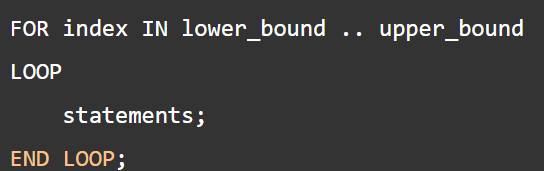 FOR index IN lower_bound .. upper_bound
LOOP
    statements;
END LOOP;